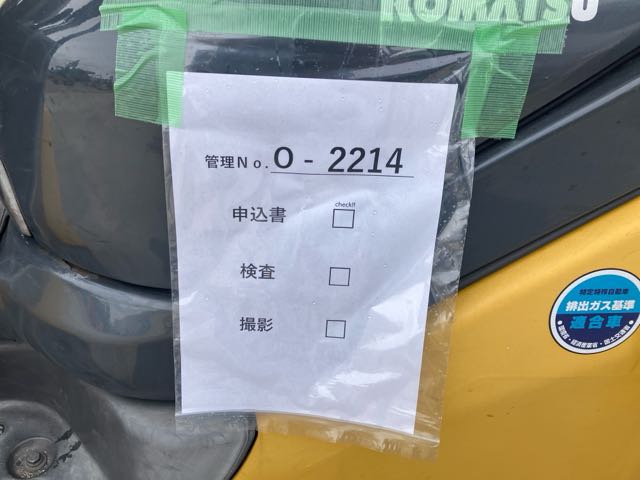 KOMATSU
管理No. O - 2214
check!!
申込書 □
検査 □
撮影 □
特定特殊自動車
排出ガス基準
適合車